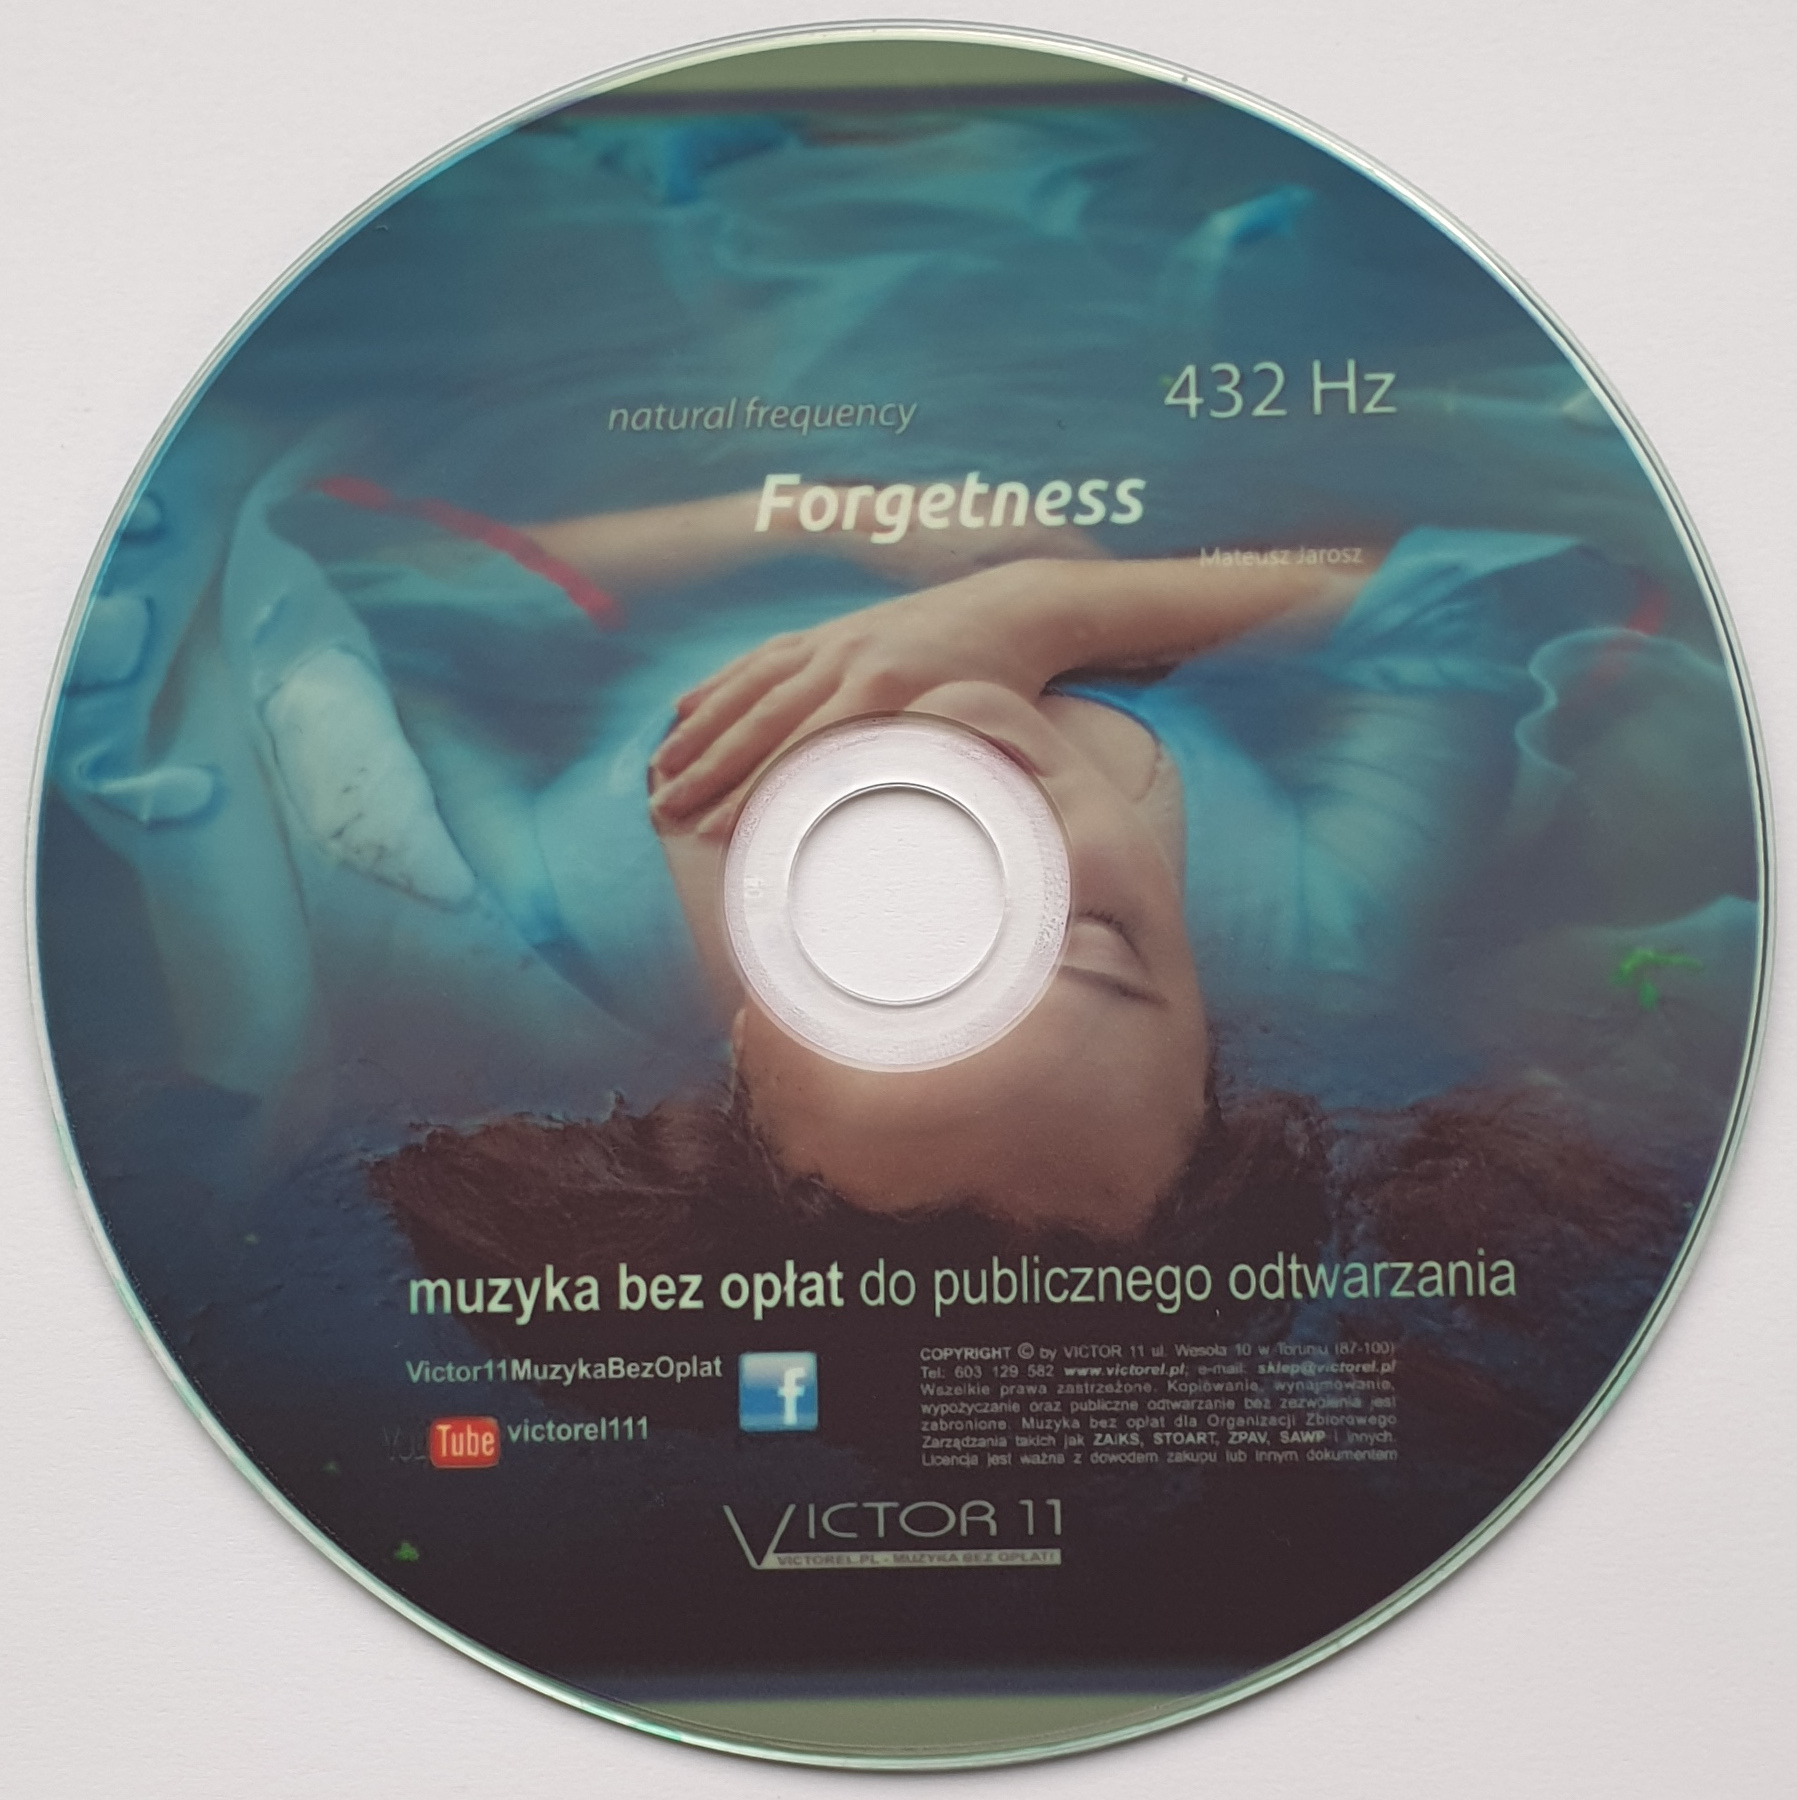 432 Hz
natural frequency
Forgetness
Mateusz Jarosz
muzyka bez opłat do publicznego odtwarzania
Victor11MuzykaBezOplat
f
You Tube victorel111
COPYRIGHT © by VICTOR 11 ul. Wesoła 10 w Toruniu (87-100)
Tel: 603 129 582 www.victorel.pl; e-mail: sklep@victorel.pl
Wszelkie prawa zastrzeżone. Kopiowanie, wynajmowanie,
wypożyczanie oraz publiczne odtwarzanie bez zezwolenia jest
zabronione. Muzyka bez opłat dla Organizacji Zbiorowego
Zarządzania takich jak ZAIKS, STOART, ZPAV, SAWP i innych.
Licencja jest ważna z dowodem zakupu lub innym dokumentem
VICTOR 11
VICTOREL.PL - MUZYKA BEZ OPŁAT!